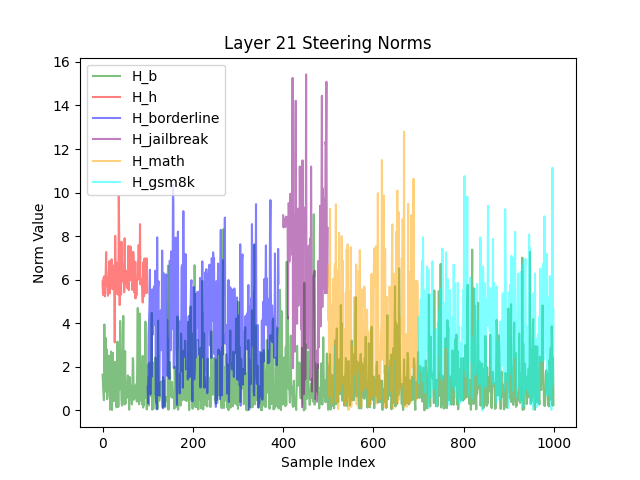 Layer 21 Steering Norms
16
14
12
10
8
6
4
2
0
Norm Value
H_b
H_h
H_borderline
H_jailbreak
H_math
H_gsm8k
0
200
400
600
800
1000
Sample Index